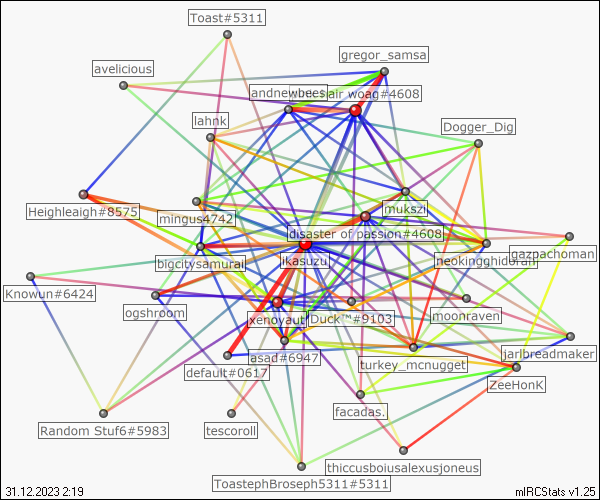 Toast#5311
gregor_samsa
avelicious
andnewbees
air woag#4608
lahnk
Dogger_Dig
Heighleaigh#8575
mingus4742
mukszi
disaster of passion#4608
gazpachoman
neokingghidorah
bigcitysamurai
ikasuzu
Knowun#6424
ogshroom
xenoyaut
Duck™#9103
moonraven
asad#6947
jarlbreadmaker
default#0617
turkey_mcnugget
ZeeHonK
facadas.
Random Stuf6#5983
tescoroll
thiccusboiusalexusjoneus
ToastephBroseph5311#5311
31.12.2023 2:19
mIRCStats v1.25